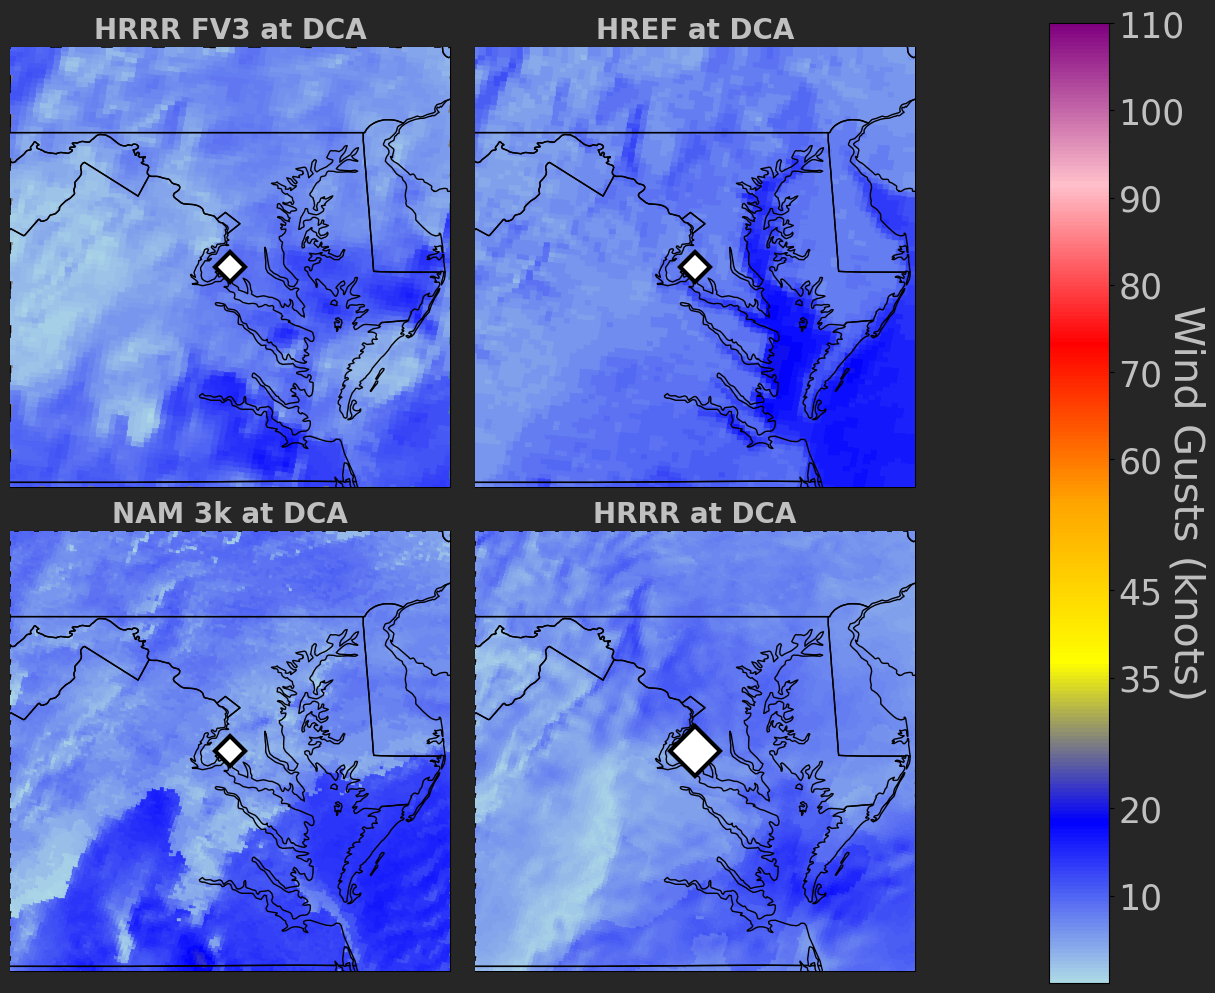 HRRR FV3 at DCA
HREF at DCA
NAM 3k at DCA
HRRR at DCA
110
100
90
80
70
60
45
35
20
10
Wind Gusts (knots)